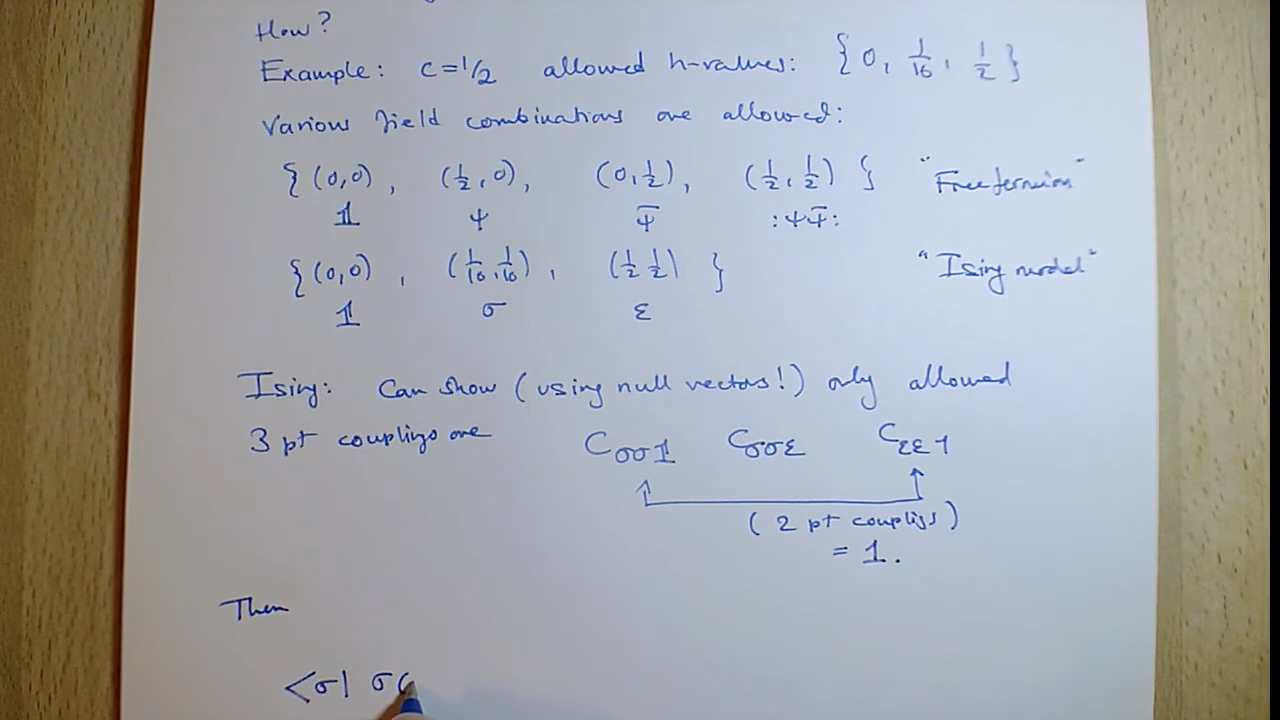 How?
Example: c=1/2 allowed h-values: { 0, 1/16, 1/2 }
Various field combinations are allowed:
{ (0,0), (1/2,0), (0,1/2), (1/2,1/2) } "Free fermion"
𝟙 ψ ψ̄ :ψψ̄:
{ (0,0), (1/16,1/16), (1/2 1/2) } "Ising model"
𝟙 σ ε
Ising: Can show (using null vectors!) only allowed
3 pt couplings are C_σσ𝟙 C_σσε C_εε1
( 2 pt couplings )
= 1.
Then
<σ| σ(